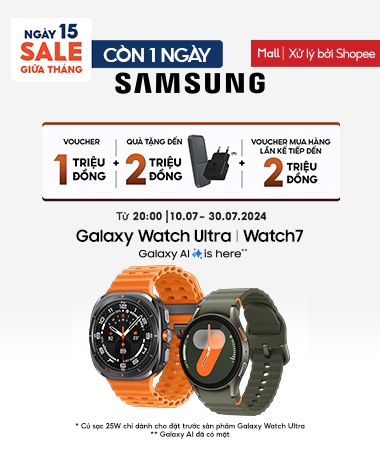 NGÀY 15
SALE
GIỮA THÁNG
CÒN 1 NGÀY
Mall | Xử lý bởi Shopee
SAMSUNG
VOUCHER
1 TRIỆU ĐỒNG
+
QUÀ TẶNG ĐẾN
2 TRIỆU ĐỒNG
(*)
+
VOUCHER MUA HÀNG
LẦN KẾ TIẾP ĐẾN
2 TRIỆU ĐỒNG
Từ 20:00 | 10.07 - 30.07.2024
Galaxy Watch Ultra | Watch7
Galaxy AI is here**
* Củ sạc 25W chỉ dành cho đặt trước sản phẩm Galaxy Watch Ultra
** Galaxy AI đã có mặt